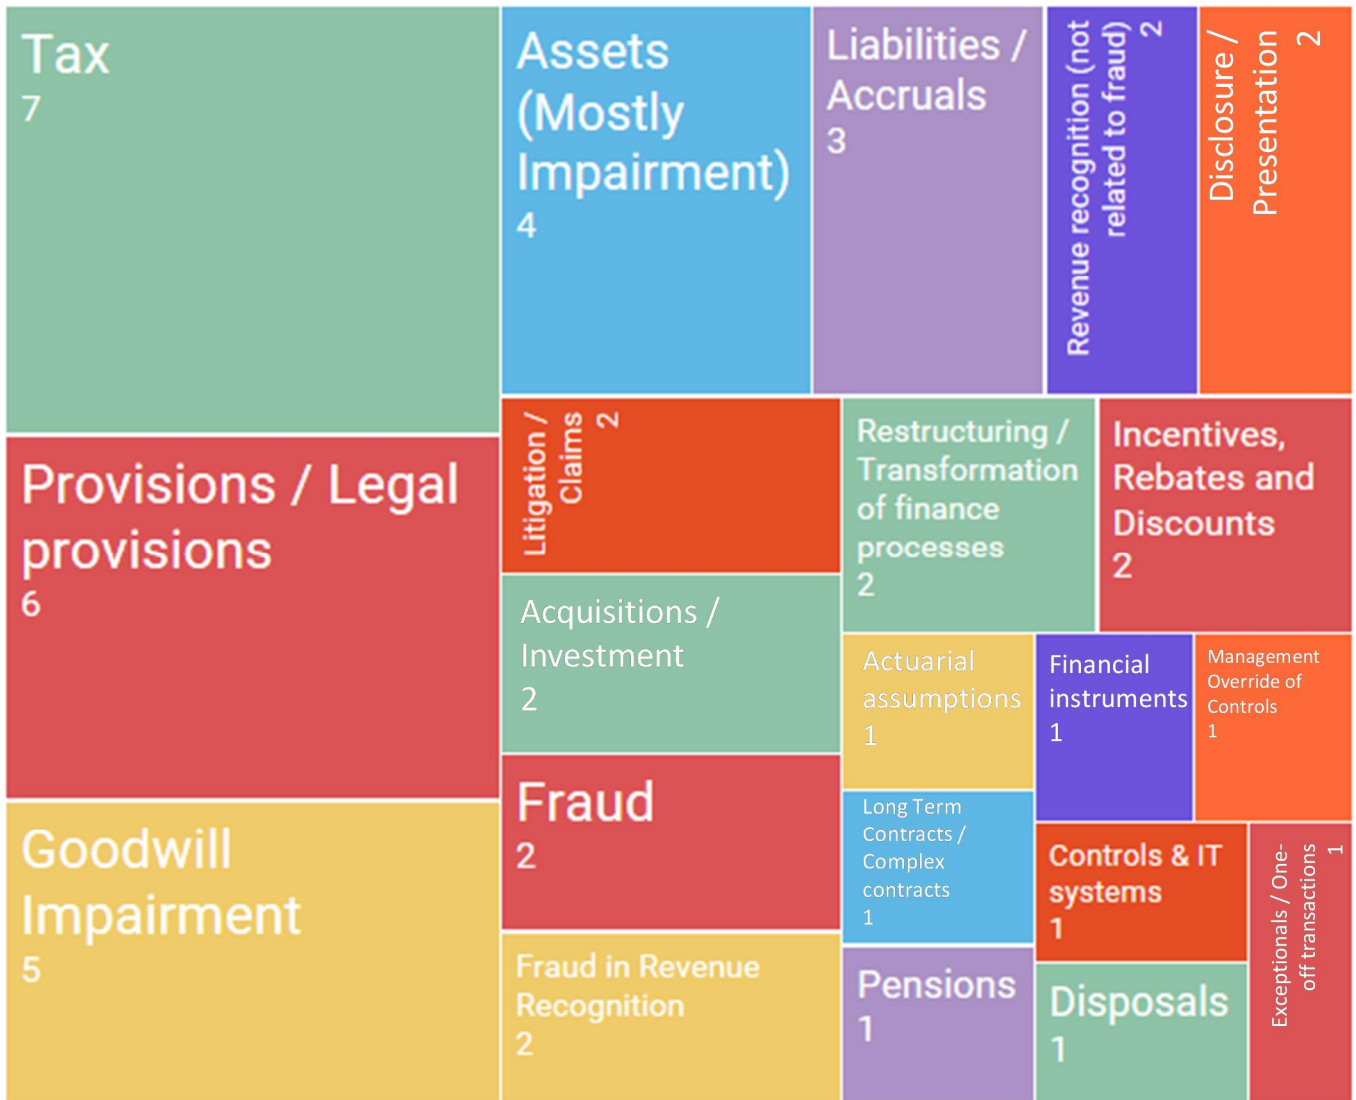 Tax
7
Provisions / Legal
provisions
6
Goodwill
Impairment
5
Assets
(Mostly
Impairment)
4
Liabilities /
Accruals
3
Revenue recognition (not
related to fraud)
2
Disclosure /
Presentation
2
Litigation /
Claims
2
Acquisitions /
Investment
2
Fraud
2
Fraud in Revenue
Recognition
2
Restructuring /
Transformation
of finance
processes
2
Incentives,
Rebates and
Discounts
2
Actuarial
assumptions
1
Financial
instruments
1
Management
Override of
Controls
1
Long Term
Contracts /
Complex
contracts
1
Pensions
1
Controls & IT
systems
1
Disposals
1
Exceptionals / One-
off transactions
1